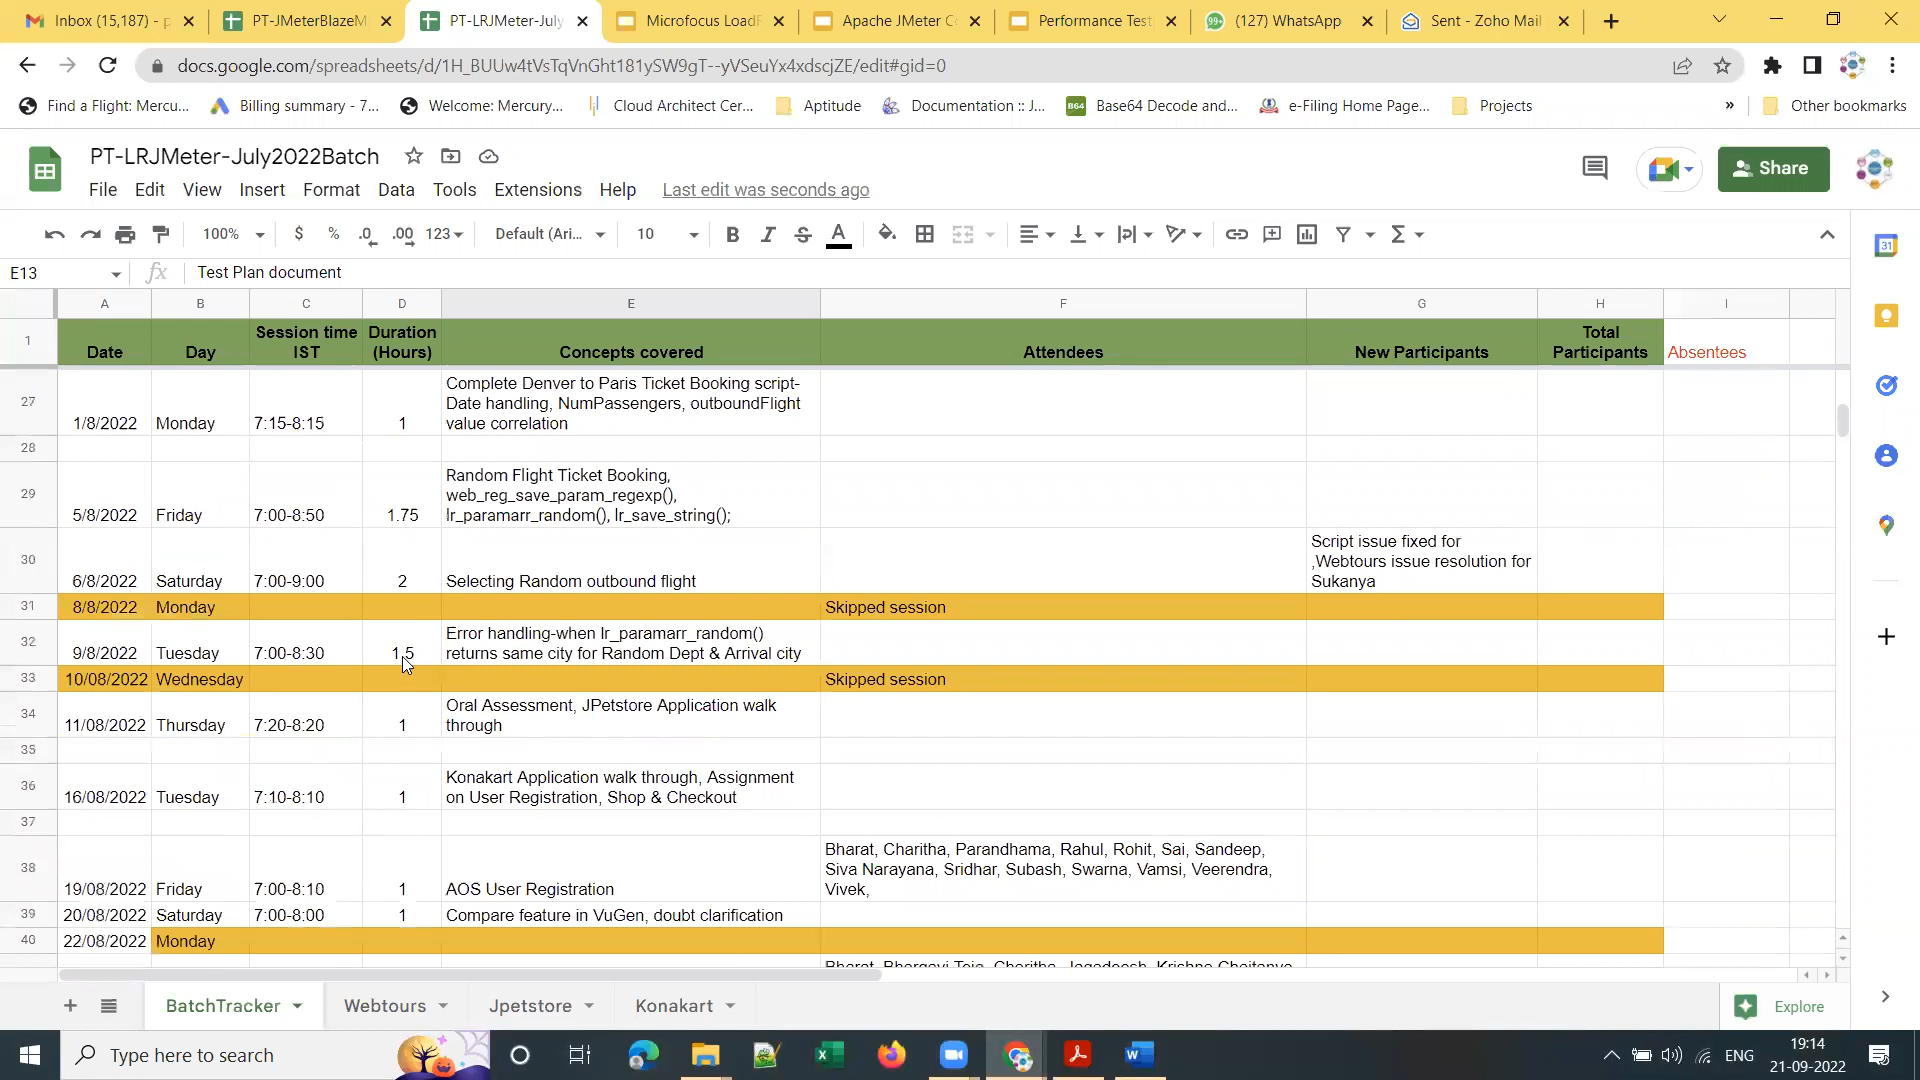 Inbox (15,187) - p
PT-JMeterBlazeM
PT-LRJMeter-July
Microfocus LoadR
Apache JMeter C
Performance Test
99+
(127) WhatsApp
Sent - Zoho Mail
docs.google.com/spreadsheets/d/1H_BUUw4tVsTqVnGht181ySW9gT--yVSeuYx4xdscjZE/edit#gid=0
Find a Flight: Mercu...
Billing summary - 7...
Welcome: Mercury...
Cloud Architect Cer...
Aptitude
Documentation :: J...
B64
Base64 Decode and...
e-Filing Home Page...
Projects
»
Other bookmarks
PT-LRJMeter-July2022Batch
Share
File Edit View Insert Format Data Tools Extensions Help Last edit was seconds ago
100% $ % .0 .00 123 Default (Ari... 10 B I S A
31
E13 fx Test Plan document
A B C D E F G H I
1 Date Day Session time IST Duration (Hours) Concepts covered Attendees New Participants Total Participants Absentees
27
Complete Denver to Paris Ticket Booking script-
Date handling, NumPassengers, outboundFlight
1/8/2022 Monday 7:15-8:15 1 value correlation
28
29
Random Flight Ticket Booking,
web_reg_save_param_regexp(),
5/8/2022 Friday 7:00-8:50 1.75 lr_paramarr_random(), lr_save_string();
30
Script issue fixed for
,Webtours issue resolution for
6/8/2022 Saturday 7:00-9:00 2 Selecting Random outbound flight Sukanya
31 8/8/2022 Monday Skipped session
32
Error handling-when lr_paramarr_random()
9/8/2022 Tuesday 7:00-8:30 1.5 returns same city for Random Dept & Arrival city
33 10/08/2022 Wednesday Skipped session
34
Oral Assessment, JPetstore Application walk
11/08/2022 Thursday 7:20-8:20 1 through
35
36
Konakart Application walk through, Assignment
16/08/2022 Tuesday 7:10-8:10 1 on User Registration, Shop & Checkout
37
38
Bharat, Charitha, Parandhama, Rahul, Rohit, Sai, Sandeep,
Siva Narayana, Sridhar, Subash, Swarna, Vamsi, Veerendra,
19/08/2022 Friday 7:00-8:10 1 AOS User Registration Vivek,
39 20/08/2022 Saturday 7:00-8:00 1 Compare feature in VuGen, doubt clarification
40 22/08/2022 Monday
Bharat, Bhargavi Teja, Charitha, Jagadeesh, Krishna Chaitanya
BatchTracker Webtours Jpetstore Konakart Explore
Type here to search
ENG
19:14
21-09-2022